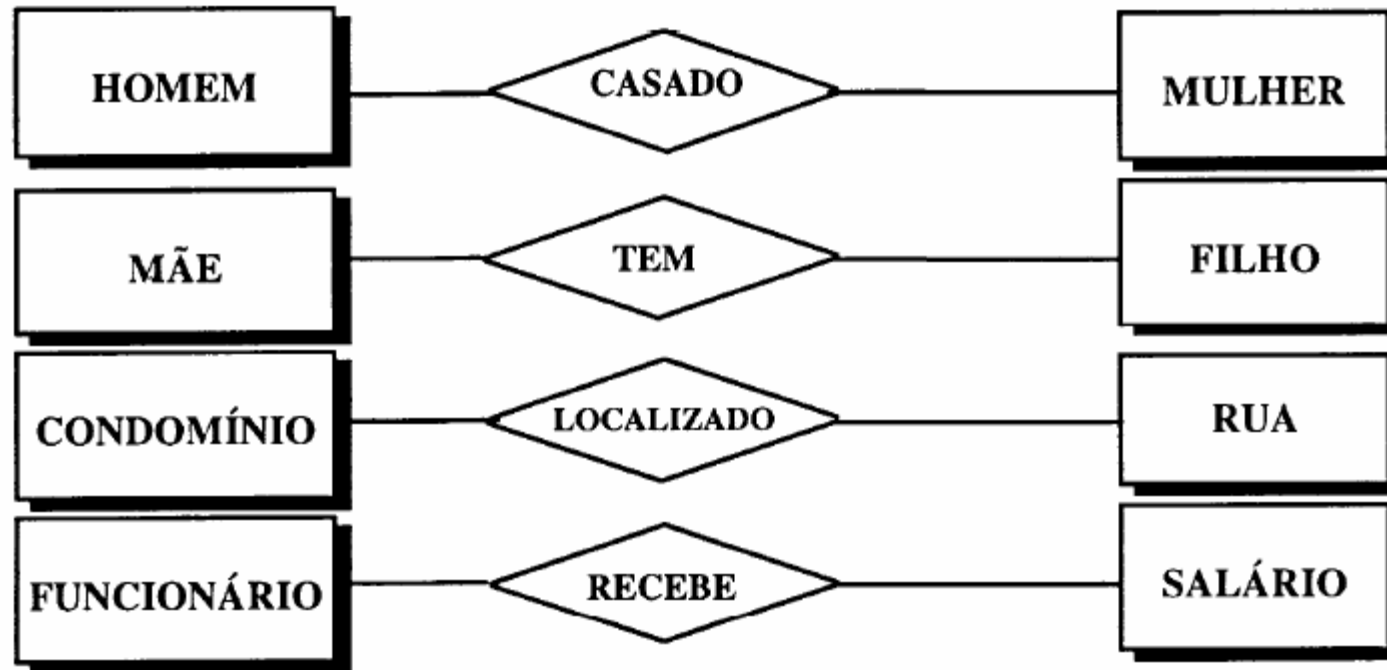 HOMEM CASADO MULHER
MÃE TEM FILHO
CONDOMÍNIO LOCALIZADO RUA
FUNCIONÁRIO RECEBE SALÁRIO